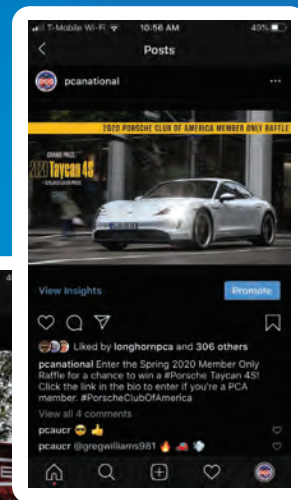 T-Mobile Wi-Fi 10:56 AM 49%
Posts
pcanational
2020 PORSCHE CLUB OF AMERICA MEMBER ONLY RAFFLE
GRAND PRIZE
2020 Taycan 4S
View Insights
Promote
Liked by longhornpca and 306 others
pcanational Enter the Spring 2020 Member Only
Raffle for a chance to win a #Porsche Taycan 4S!
Click the link in the bio to enter if you're a PCA
member. #PorscheClubOfAmerica
View all 4 comments
pcaucr
pcaucr @gregwilliams981